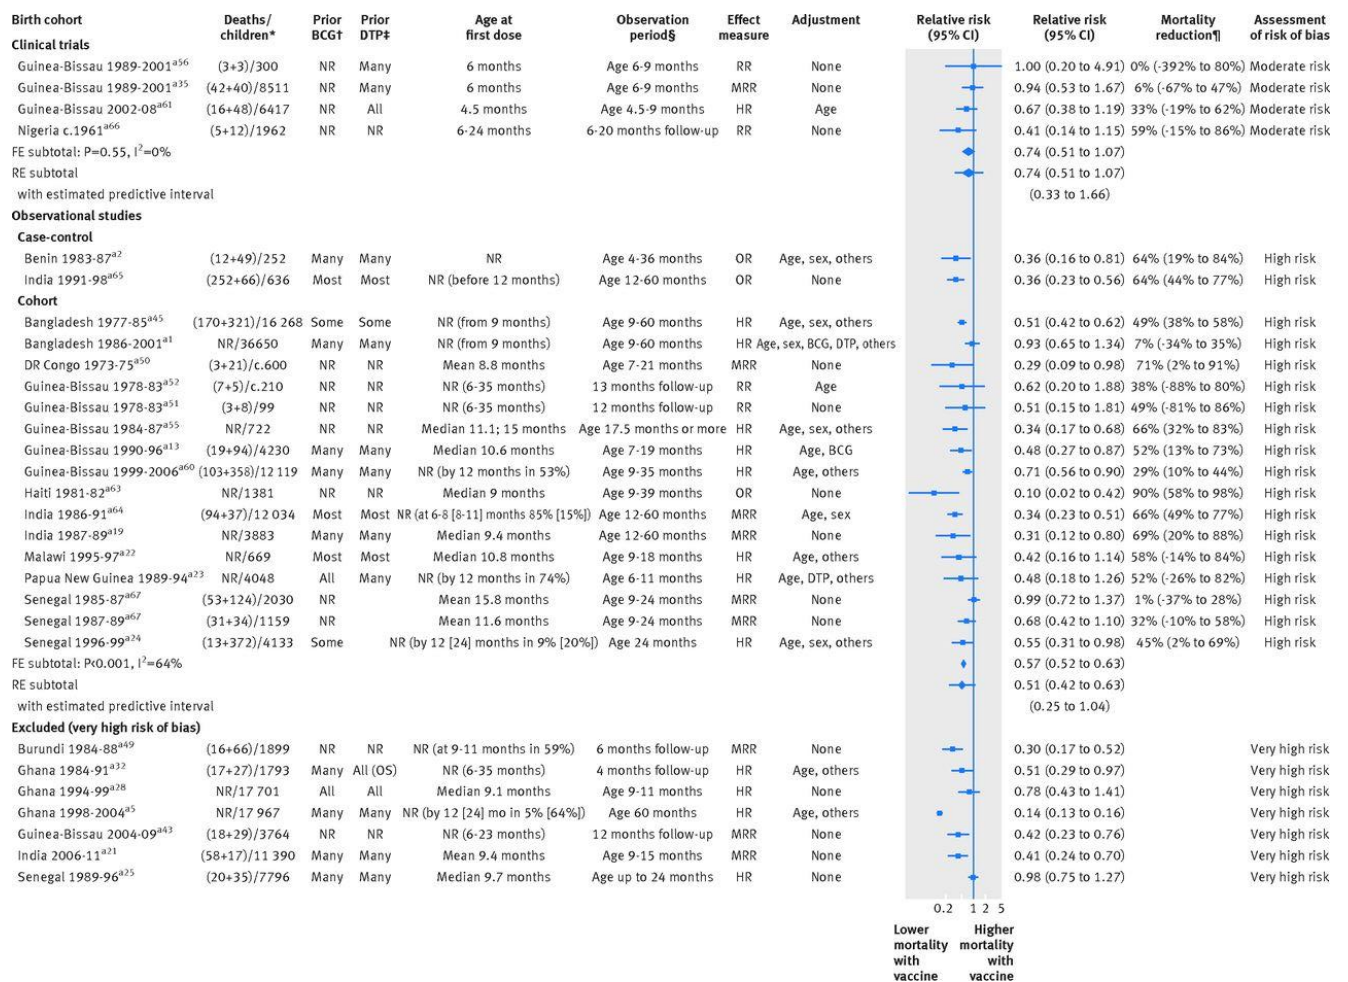 Birth cohort Deaths/ children* Prior BCG† Prior DTP‡ Age at first dose Observation period§ Effect measure Adjustment Relative risk (95% CI) Relative risk (95% CI) Mortality reduction¶ Assessment of risk of bias
Clinical trials
Guinea-Bissau 1989-2001a56 (3+3)/300 NR Many 6 months Age 6-9 months RR None 1.00 (0.20 to 4.91) 0% (-392% to 80%) Moderate risk
Guinea-Bissau 1989-2001a35 (42+40)/8511 NR Many 6 months Age 6-9 months MRR None 0.94 (0.53 to 1.67) 6% (-67% to 47%) Moderate risk
Guinea-Bissau 2002-08a61 (16+48)/6417 NR All 4.5 months Age 4.5-9 months HR Age 0.67 (0.38 to 1.19) 33% (-19% to 62%) Moderate risk
Nigeria c.1961a66 (5+12)/1962 NR NR 6-24 months 6-20 months follow-up RR None 0.41 (0.14 to 1.15) 59% (-15% to 86%) Moderate risk
FE subtotal: P=0.55, I2=0% 0.74 (0.51 to 1.07)
RE subtotal 0.74 (0.51 to 1.07)
with estimated predictive interval (0.33 to 1.66)
Observational studies
Case-control
Benin 1983-87a2 (12+49)/252 Many Many NR Age 4-36 months OR Age, sex, others 0.36 (0.16 to 0.81) 64% (19% to 84%) High risk
India 1991-98a65 (252+66)/636 Most Most NR (before 12 months) Age 12-60 months OR None 0.36 (0.23 to 0.56) 64% (44% to 77%) High risk
Cohort
Bangladesh 1977-85a45 (170+321)/16 268 Some Some NR (from 9 months) Age 9-60 months HR Age, sex, others 0.51 (0.42 to 0.62) 49% (38% to 58%) High risk
Bangladesh 1986-2001a1 NR/36650 Many Many NR (from 9 months) Age 9-60 months HR Age, sex, BCG, DTP, others 0.93 (0.65 to 1.34) 7% (-34% to 35%) High risk
DR Congo 1973-75a50 (3+21)/c.600 NR NR Mean 8.8 months Age 7-21 months MRR None 0.29 (0.09 to 0.98) 71% (2% to 91%) High risk
Guinea-Bissau 1978-83a52 (7+5)/c.210 NR NR NR (6-35 months) 13 months follow-up RR Age 0.62 (0.20 to 1.88) 38% (-88% to 80%) High risk
Guinea-Bissau 1978-83a51 (3+8)/99 NR NR NR (6-35 months) 12 months follow-up RR None 0.51 (0.15 to 1.81) 49% (-81% to 86%) High risk
Guinea-Bissau 1984-87a55 NR/722 NR NR Median 11.1; 15 months Age 17.5 months or more HR Age, sex, others 0.34 (0.17 to 0.68) 66% (32% to 83%) High risk
Guinea-Bissau 1990-96a13 (19+94)/4230 Many Many Median 10.6 months Age 7-19 months HR Age, BCG 0.48 (0.27 to 0.87) 52% (13% to 73%) High risk
Guinea-Bissau 1999-2006a60 (103+358)/12 119 Many Many NR (by 12 months in 53%) Age 9-35 months HR Age, others 0.71 (0.56 to 0.90) 29% (10% to 44%) High risk
Haiti 1981-82a63 NR/1381 NR NR Median 9 months Age 9-39 months OR None 0.10 (0.02 to 0.42) 90% (58% to 98%) High risk
India 1986-91a64 (94+37)/12 034 Most Most NR (at 6-8 [8-11] months 85% [15%]) Age 12-60 months MRR Age, sex 0.34 (0.23 to 0.51) 66% (49% to 77%) High risk
India 1987-89a19 NR/3883 Many Many Median 9.4 months Age 12-60 months MRR None 0.31 (0.12 to 0.80) 69% (20% to 88%) High risk
Malawi 1995-97a22 NR/669 Most Most Median 10.8 months Age 9-18 months HR Age, others 0.42 (0.16 to 1.14) 58% (-14% to 84%) High risk
Papua New Guinea 1989-94a23 NR/4048 All Many NR (by 12 months in 74%) Age 6-11 months HR Age, DTP, others 0.48 (0.18 to 1.26) 52% (-26% to 82%) High risk
Senegal 1985-87a67 (53+124)/2030 NR Mean 15.8 months Age 9-24 months MRR None 0.99 (0.72 to 1.37) 1% (-37% to 28%) High risk
Senegal 1987-89a67 (31+34)/1159 NR Mean 11.6 months Age 9-24 months MRR None 0.68 (0.42 to 1.10) 32% (-10% to 58%) High risk
Senegal 1996-99a24 (13+372)/4133 Some NR (by 12 [24] months in 9% [20%]) Age 24 months HR Age, sex, others 0.55 (0.31 to 0.98) 45% (2% to 69%) High risk
FE subtotal: P<0.001, I2=64% 0.57 (0.52 to 0.63)
RE subtotal 0.51 (0.42 to 0.63)
with estimated predictive interval (0.25 to 1.04)
Excluded (very high risk of bias)
Burundi 1984-88a49 (16+66)/1899 NR NR NR (at 9-11 months in 59%) 6 months follow-up MRR None 0.30 (0.17 to 0.52) Very high risk
Ghana 1984-91a32 (17+27)/1793 Many All (OS) NR (6-35 months) 4 months follow-up HR Age, others 0.51 (0.29 to 0.97) Very high risk
Ghana 1994-99a28 NR/17 701 All All Median 9.1 months Age 9-11 months HR None 0.78 (0.43 to 1.41) Very high risk
Ghana 1998-2004a5 NR/17 967 Many Many NR (by 12 [24] mo in 5% [64%]) Age 60 months HR Age, others 0.14 (0.13 to 0.16) Very high risk
Guinea-Bissau 2004-09a43 (18+29)/3764 NR NR NR (6-23 months) 12 months follow-up MRR None 0.42 (0.23 to 0.76) Very high risk
India 2006-11a21 (58+17)/11 390 Many Many Mean 9.4 months Age 9-15 months MRR None 0.41 (0.24 to 0.70) Very high risk
Senegal 1989-96a25 (20+35)/7796 Many Many Median 9.7 months Age up to 24 months HR None 0.98 (0.75 to 1.27) Very high risk
0.2 1 2 5
Lower mortality with vaccine
Higher mortality with vaccine